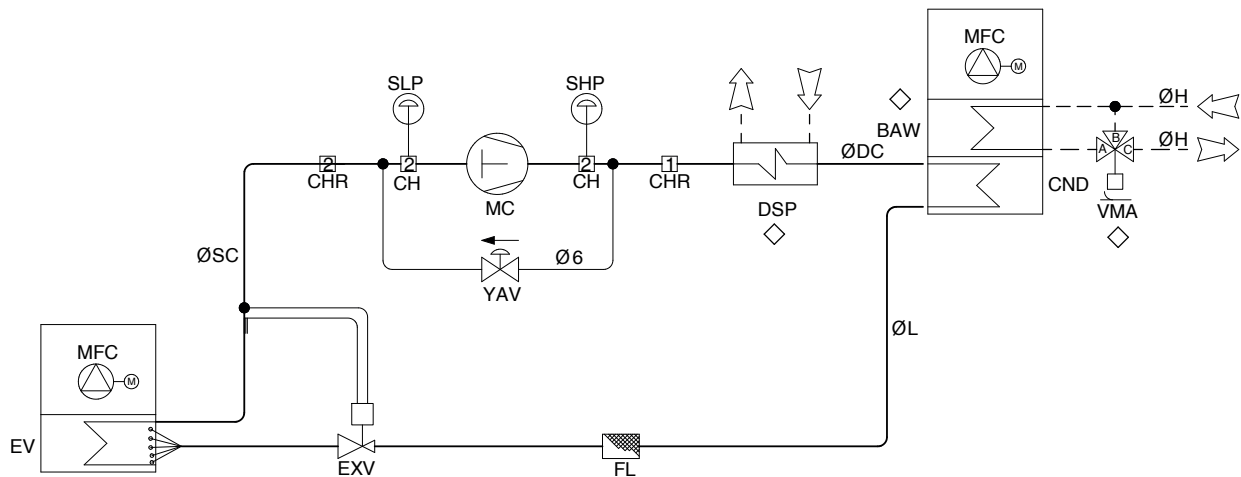 MFC
M
SLP
SHP
ØH
BAW
B
A
C
ØH
2
2
2
1
ØDC
CHR
CH
MC
CH
CHR
CND
DSP
VMA
ØSC
Ø6
YAV
ØL
MFC
M
EV
EXV
FL